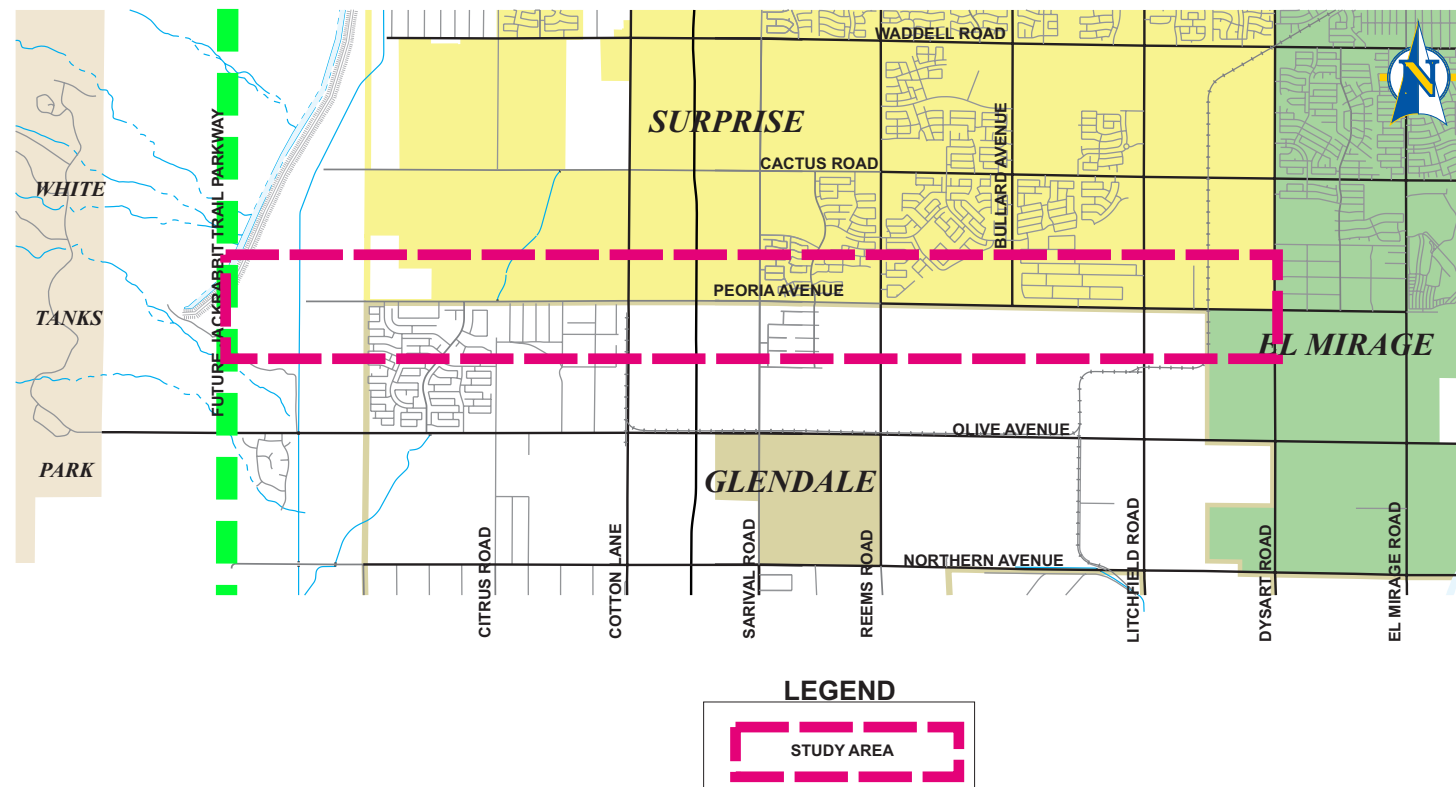 WADDELL ROAD
N
SURPRISE
BULLARD AVENUE
CACTUS ROAD
WHITE
FUTURE JACKRABBIT TRAIL PARKWAY
PEORIA AVENUE
TANKS
EL MIRAGE
OLIVE AVENUE
PARK
GLENDALE
NORTHERN AVENUE
CITRUS ROAD
COTTON LANE
SARIVAL ROAD
REEMS ROAD
LITCHFIELD ROAD
DYSART ROAD
EL MIRAGE ROAD
LEGEND
STUDY AREA